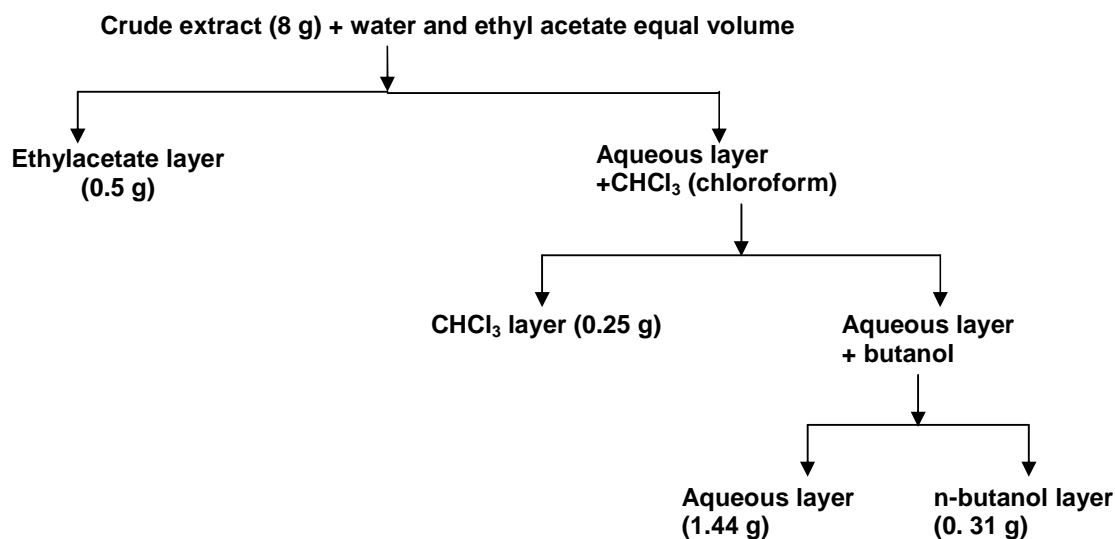 Crude extract (8 g) + water and ethyl acetate equal volume
Ethylacetate layer
(0.5 g)
Aqueous layer
+CHCl₃ (chloroform)
CHCl₃ layer (0.25 g)
Aqueous layer
+ butanol
Aqueous layer
(1.44 g)
n-butanol layer
(0. 31 g)